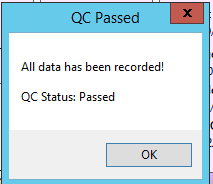 QC Passed
x
All data has been recorded!
QC Status: Passed
OK